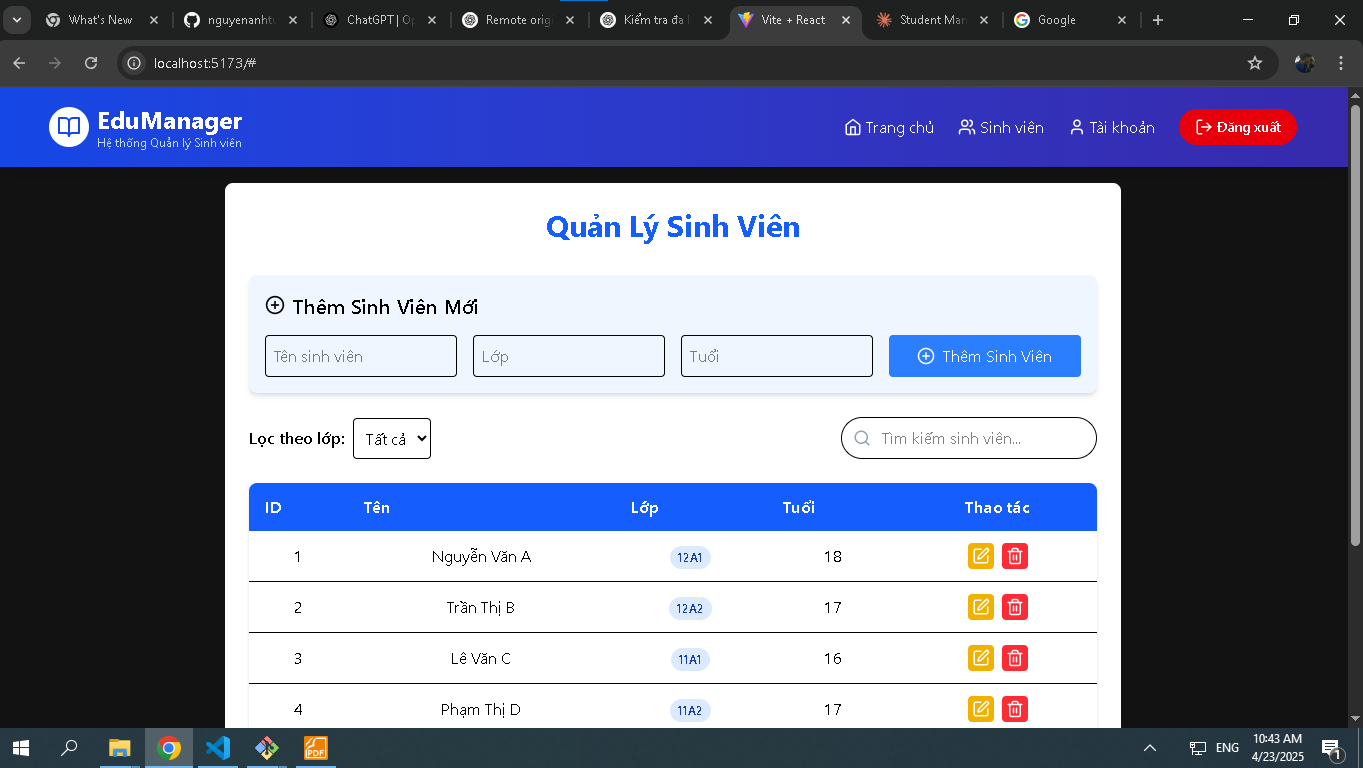 What's New
nguyenanhtu
ChatGPT | Op
Remote orig
Kiểm tra đa
Vite + React
Student Man
Google
localhost:5173/#
EduManager
Hệ thống Quản lý Sinh viên
Trang chủ
Sinh viên
Tài khoản
Đăng xuất
Quản Lý Sinh Viên
Thêm Sinh Viên Mới
Tên sinh viên
Lớp
Tuổi
Thêm Sinh Viên
Lọc theo lớp:
Tất cả
Tìm kiếm sinh viên...
ID Tên Lớp Tuổi Thao tác
1 Nguyễn Văn A 12A1 18
2 Trần Thị B 12A2 17
3 Lê Văn C 11A1 16
4 Phạm Thị D 11A2 17
PDF
ENG
10:43 AM
4/23/2025
1